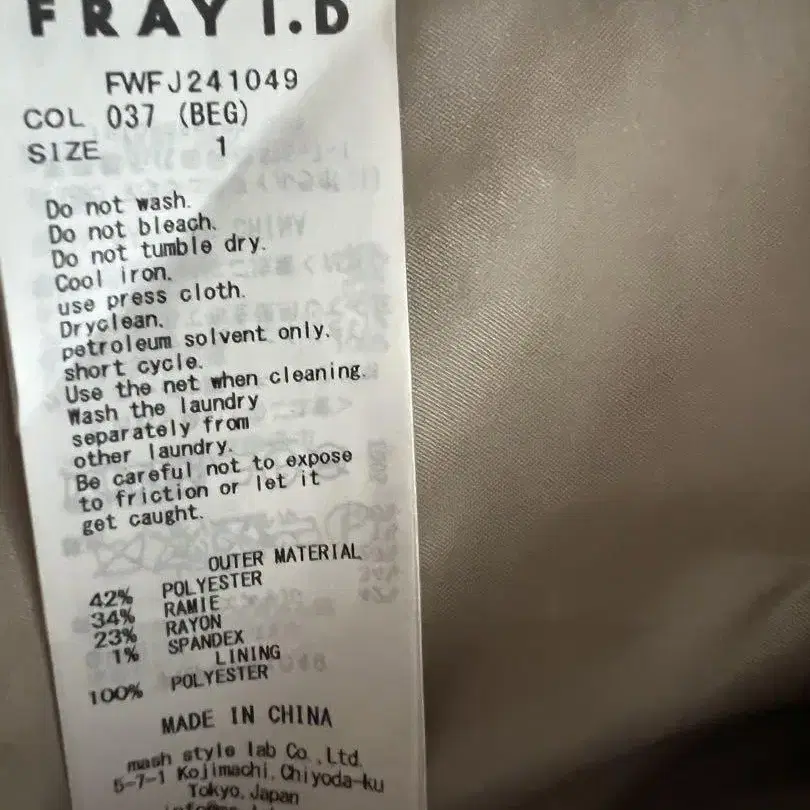 FRAY I.D
FWFJ241049
COL 037 (BEG)
SIZE 1
Do not wash.
Do not bleach.
Do not tumble dry.
Cool iron.
use press cloth.
Dryclean.
petroleum solvent only.
short cycle.
Use the net when cleaning.
Wash the laundry
separately from
other laundry.
Be careful not to expose
to friction or let it
get caught.
OUTER MATERIAL
42% POLYESTER
34% RAMIE
23% RAYON
1% SPANDEX
LINING
100% POLYESTER
MADE IN CHINA
mash style lab Co.,Ltd.
5-7-1 Kojimachi,Chiyoda-ku
Tokyo,Japan